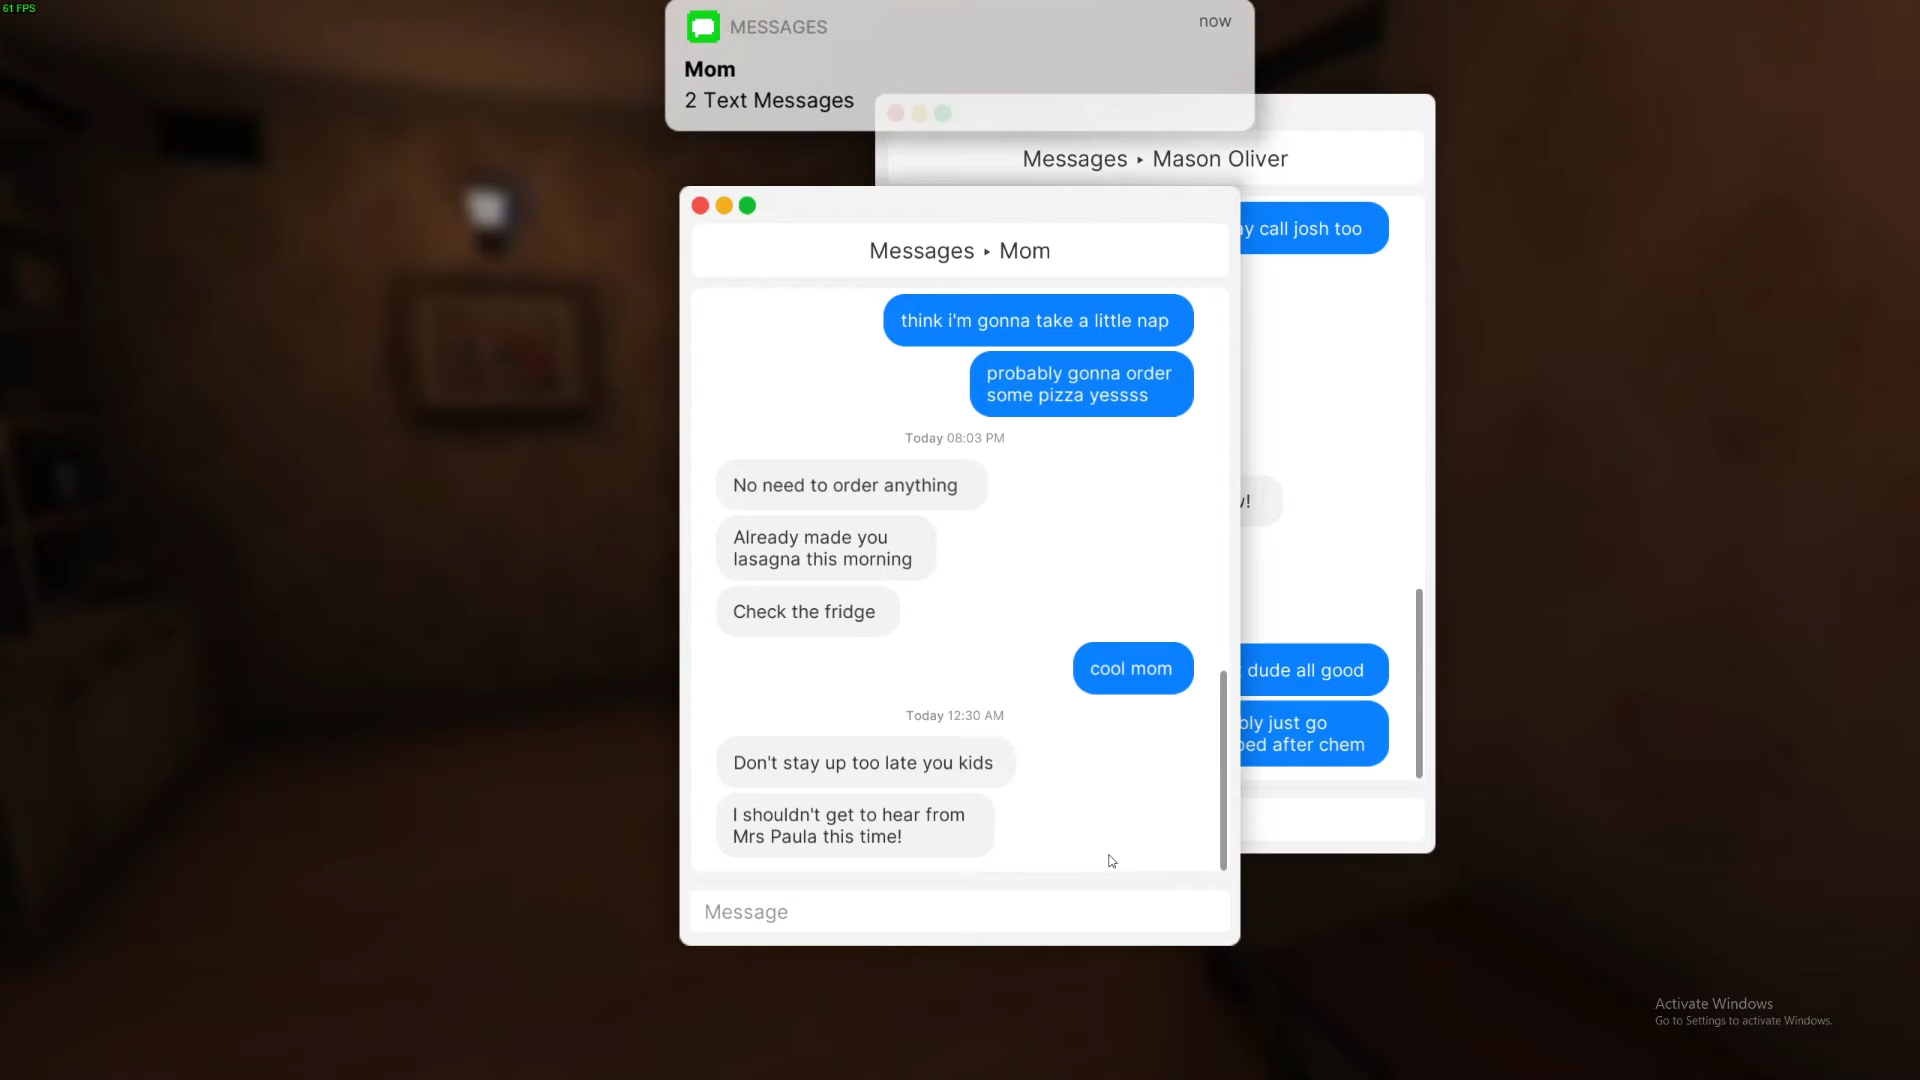 61 FPS
MESSAGES
now
Mom
2 Text Messages
Messages ‣ Mason Oliver
Messages ‣ Mom
call josh too
think i'm gonna take a little nap
probably gonna order
some pizza yessss
Today 08:03 PM
No need to order anything
Already made you
lasagna this morning
Check the fridge
cool mom
dude all good
just go
after chem
Today 12:30 AM
Don't stay up too late you kids
I shouldn't get to hear from
Mrs Paula this time!
Message
Activate Windows
Go to Settings to activate Windows.